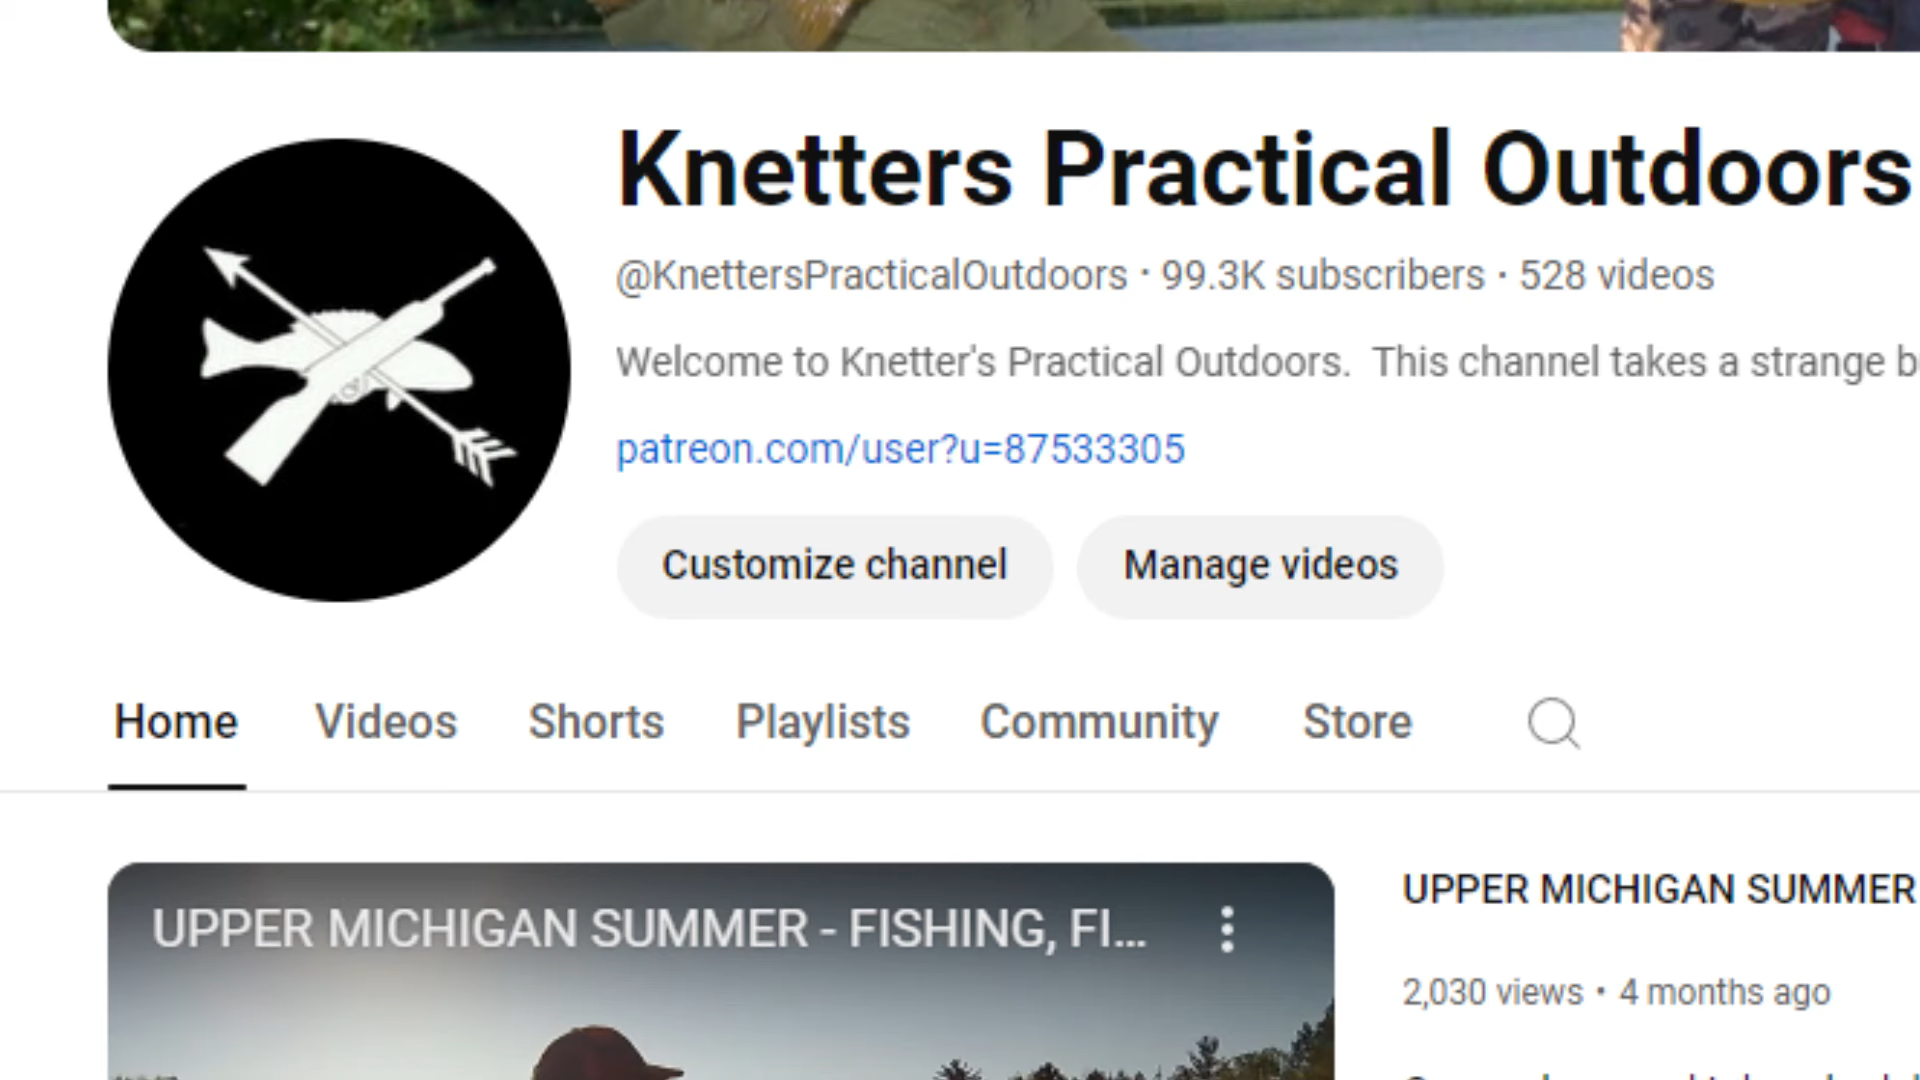 Knetters Practical Outdoors
@KnettersPracticalOutdoors · 99.3K subscribers · 528 videos
Welcome to Knetter's Practical Outdoors.  This channel takes a strange
patreon.com/user?u=87533305
Customize channel
Manage videos
Home
Videos
Shorts
Playlists
Community
Store
UPPER MICHIGAN SUMMER - FISHING, FI...
UPPER MICHIGAN SUMMER
2,030 views • 4 months ago